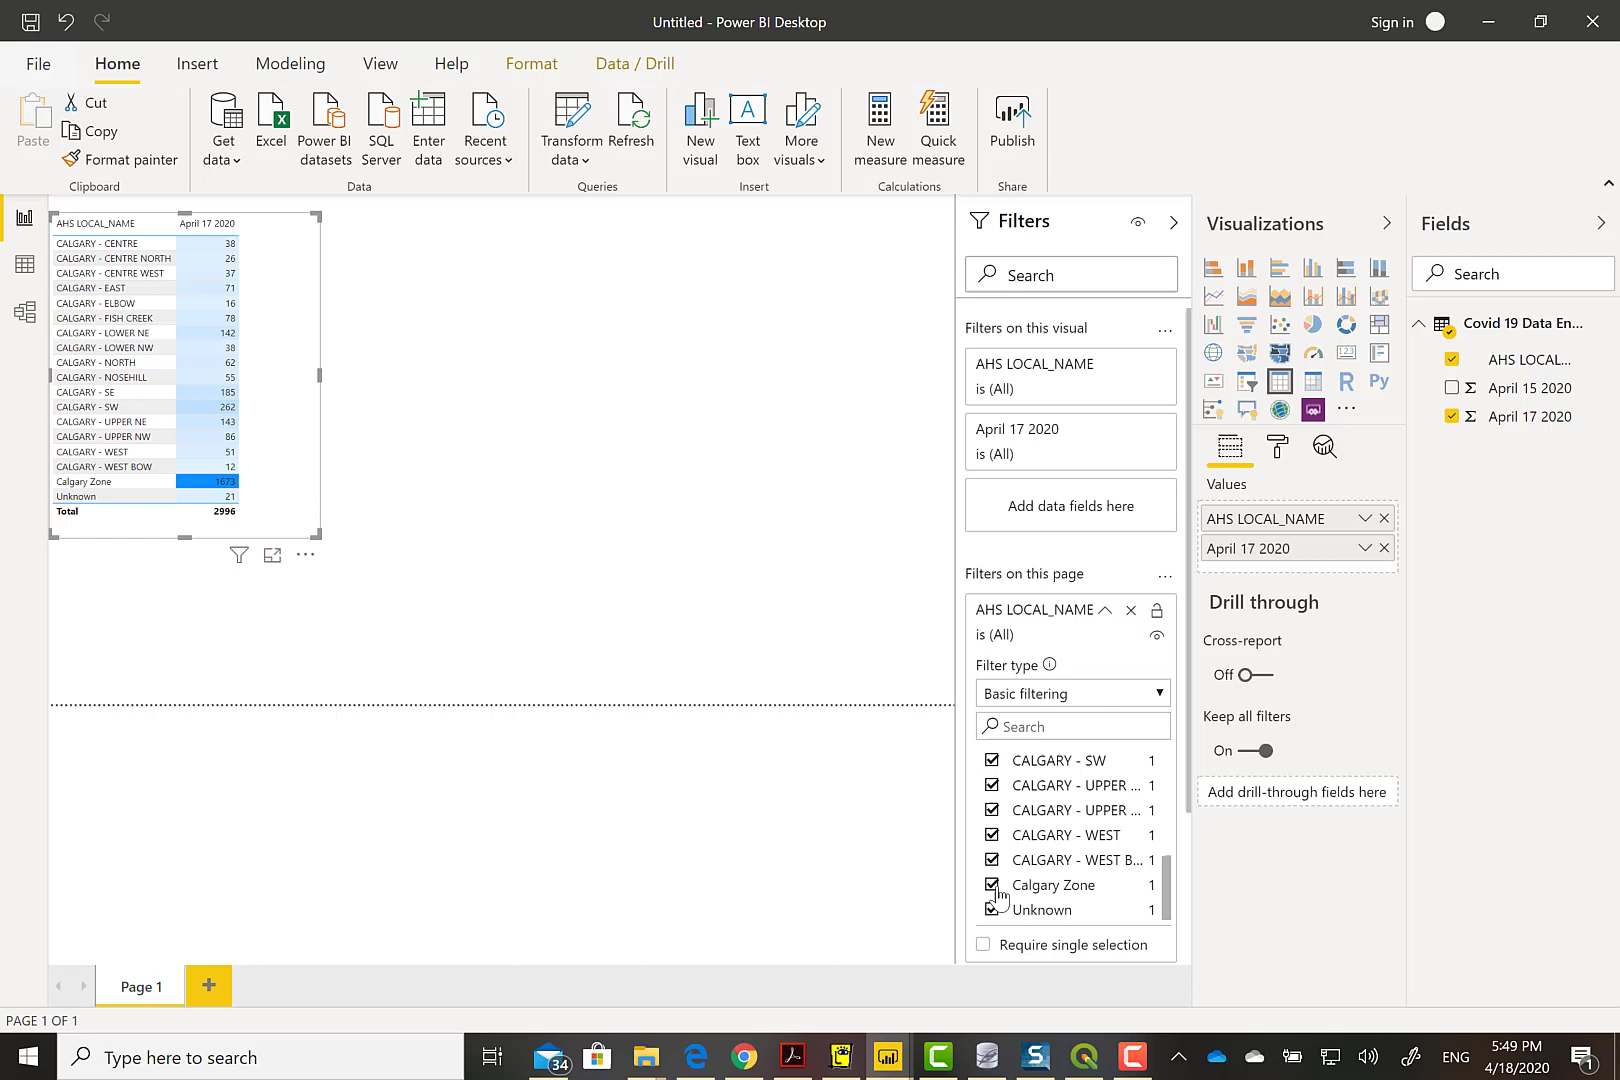 Untitled - Power BI Desktop
Sign in
File Home Insert Modeling View Help Format Data / Drill
Paste
Cut
Copy
Format painter
Clipboard
Get data
Excel
Power BI datasets
SQL Server
Enter data
Recent sources
Data
Transform data
Refresh
Queries
New visual
Text box
More visuals
Insert
New measure
Quick measure
Calculations
Publish
Share
AHS LOCAL_NAME April 17 2020
CALGARY - CENTRE 38
CALGARY - CENTRE NORTH 26
CALGARY - CENTRE WEST 37
CALGARY - EAST 71
CALGARY - ELBOW 16
CALGARY - FISH CREEK 78
CALGARY - LOWER NE 142
CALGARY - LOWER NW 38
CALGARY - NORTH 62
CALGARY - NOSEHILL 55
CALGARY - SE 185
CALGARY - SW 262
CALGARY - UPPER NE 143
CALGARY - UPPER NW 86
CALGARY - WEST 51
CALGARY - WEST BOW 12
Calgary Zone 1673
Unknown 21
Total 2996
Filters
Search
Filters on this visual ...
AHS LOCAL_NAME
is (All)
April 17 2020
is (All)
Add data fields here
Filters on this page ...
AHS LOCAL_NAME
is (All)
Filter type
Basic filtering
Search
CALGARY - SW 1
CALGARY - UPPER ... 1
CALGARY - UPPER ... 1
CALGARY - WEST 1
CALGARY - WEST B... 1
Calgary Zone 1
Unknown 1
Require single selection
Visualizations
123
R Py
Values
AHS LOCAL_NAME
April 17 2020
Drill through
Cross-report
Off
Keep all filters
On
Add drill-through fields here
Fields
Search
Covid 19 Data En...
AHS LOCAL...
Σ April 15 2020
Σ April 17 2020
Page 1
PAGE 1 OF 1
Type here to search
34
ENG
5:49 PM
4/18/2020
1